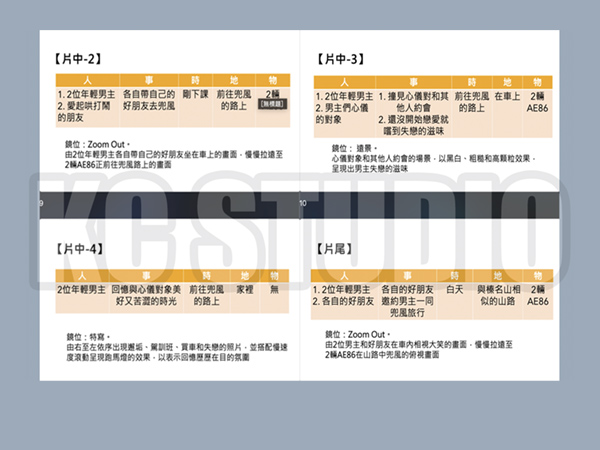 【片中-2】
人 事 時 地 物
1. 2位年輕男主 各自帶自己的 剛下課 前往兜風 2輛
2. 愛起哄打鬧 好朋友去兜風 的路上 [無標題]
的朋友
鏡位：Zoom Out。
由2位年輕男主各自帶自己的好朋友坐在車上的畫面，慢慢拉遠至
2輛AE86正前往兜風路上的畫面
【片中-3】
人 事 時 地 物
1. 2位年輕男主 1. 撞見心儀對和其 前往兜風 在車上 2輛
2. 男主們心儀 他人約會 的路上 AE86
的對象 2. 還沒開始戀愛就
嚐到失戀的滋味
鏡位： 遠景。
心儀對象和其他人約會的場景，以黑白、粗糙和高顆粒效果，
呈現出男主失戀的滋味
9
10
KC STUDIO
【片中-4】
人 事 時 地 物
2位年輕男主 回憶與心儀對象美 前往兜風 家裡 無
好又苦澀的時光 的路上
鏡位：特寫。
由右至左依序出現邂垢、駕訓班、買車和失戀的照片，並搭配慢速
度滾動呈現跑馬燈的效果，以表示回憶歷歷在目的氛圍
【片尾】
人 事 時 地 物
1. 2位年輕男主 各自的好朋友 白天 與榛名山相 2輛
2. 各自的好友 邀約男主一同 似的山路 AE86
兜風旅行
鏡位：Zoom Out。
由2位男主和好朋友在車內相視大笑的畫面，慢慢拉遠至
2輛AE86在山路中兜風的俯視畫面